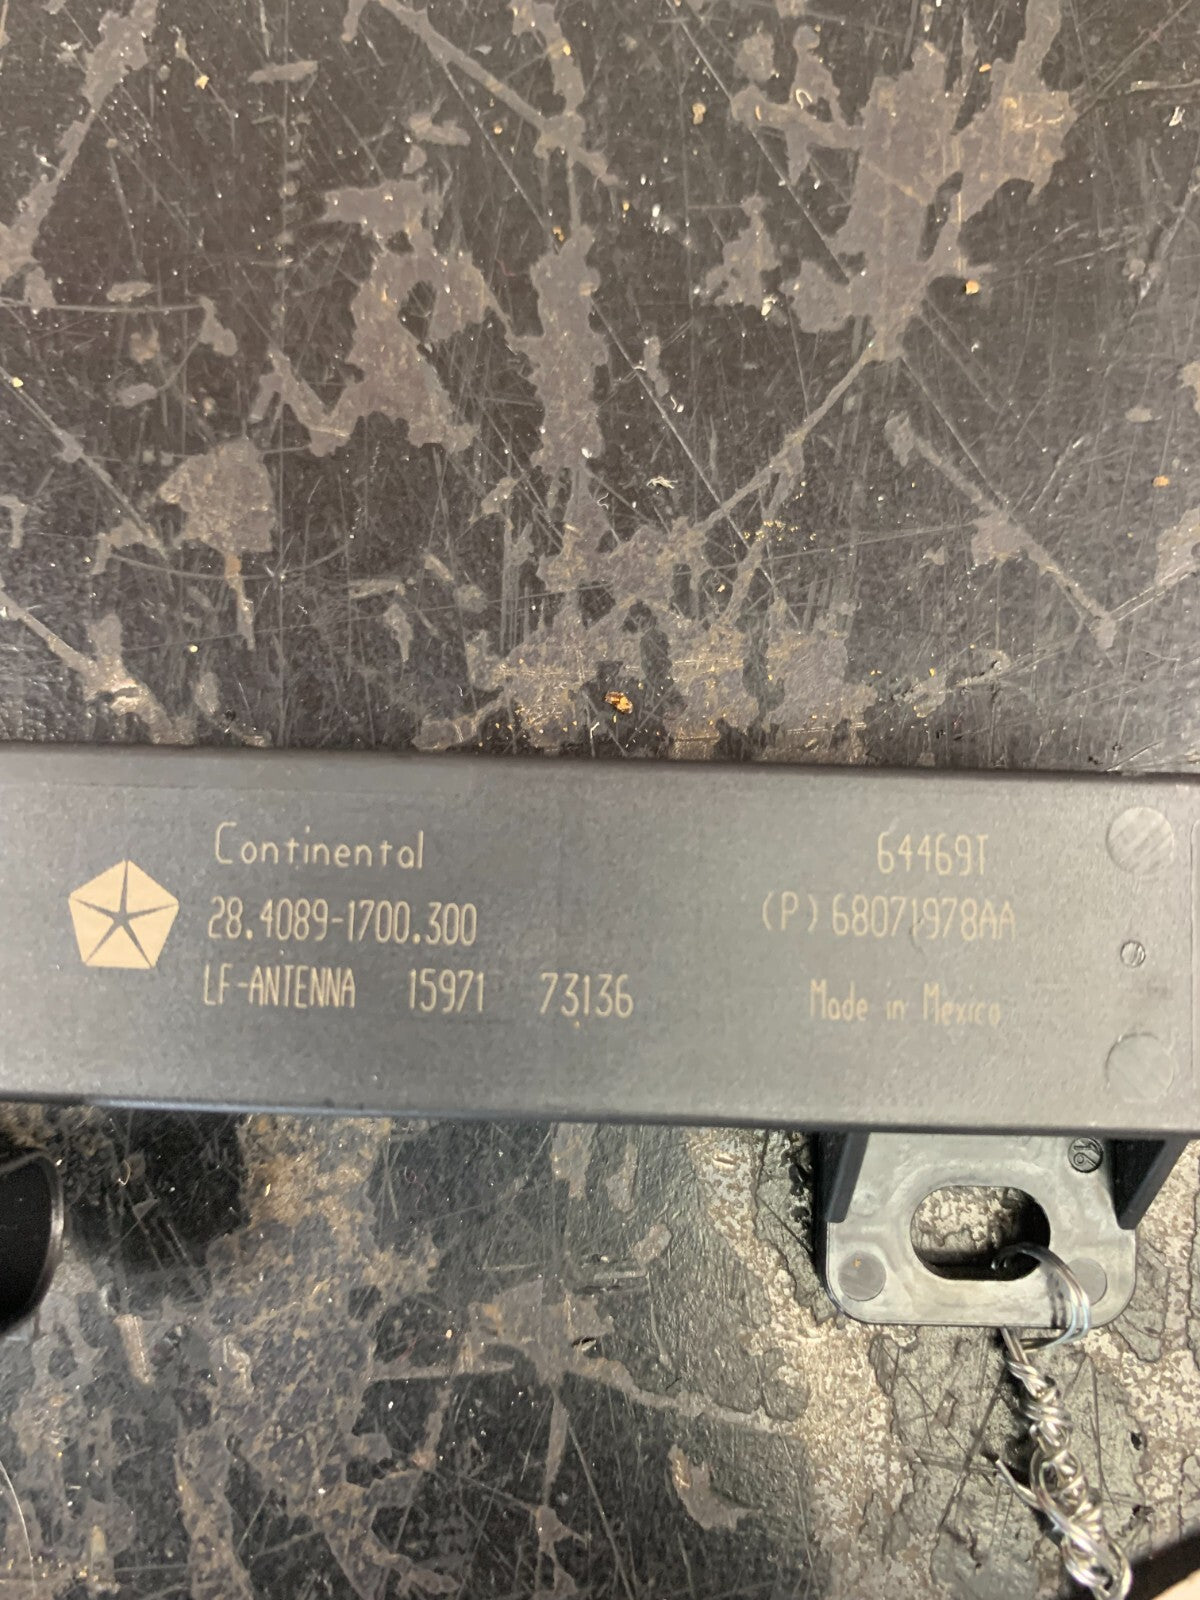 Continental
28.4089-1700.300
LF-ANTENNA 15971 73136
64469T
(P) 68071978AA
Made in Mexico